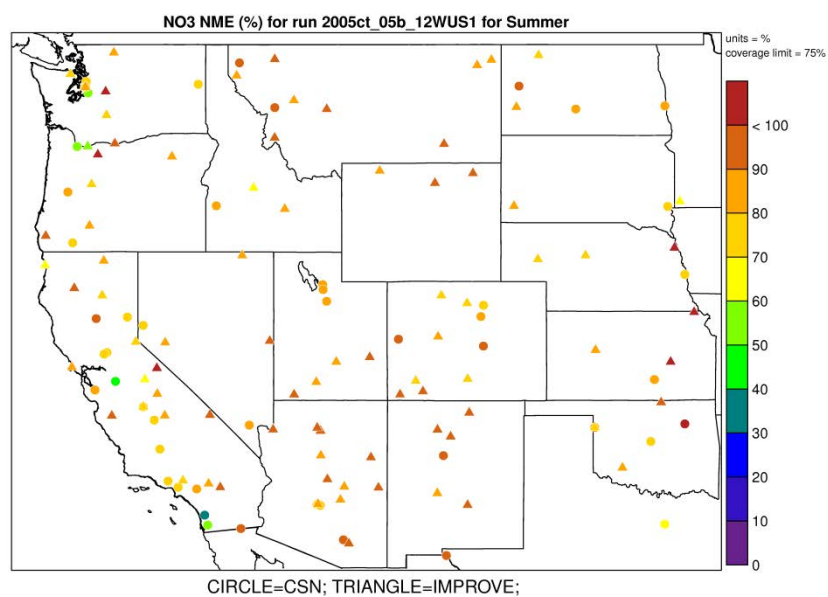 NO3 NME (%) for run 2005ct_05b_12WUS1 for Summer
units = %
coverage limit = 75%
< 100
90
80
70
60
50
40
30
20
10
0
CIRCLE=CSN; TRIANGLE=IMPROVE;